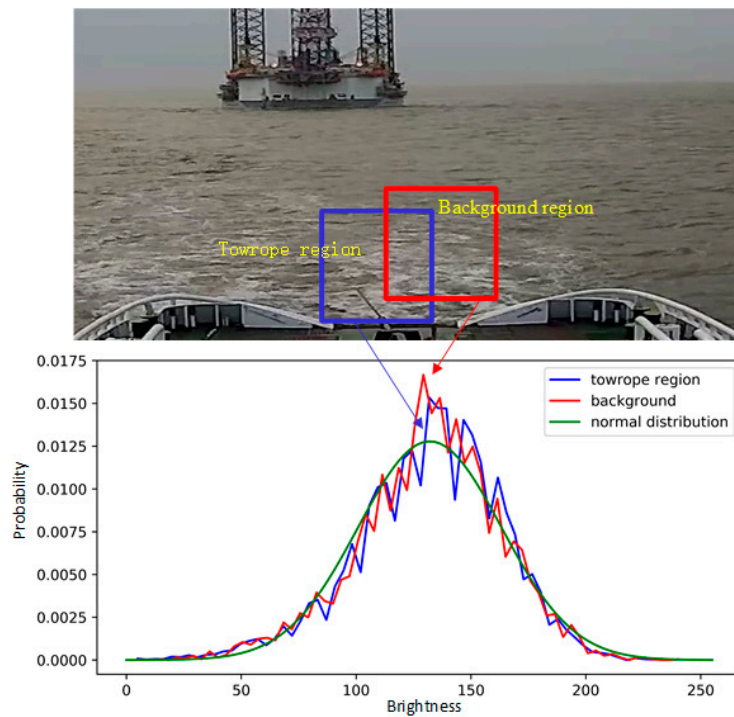 Background region
Towrope region
0.0175
0.0150
0.0125
0.0100
0.0075
0.0050
0.0025
0.0000
Probability
towrope region
background
normal distribution
0
50
100
150
200
250
Brightness